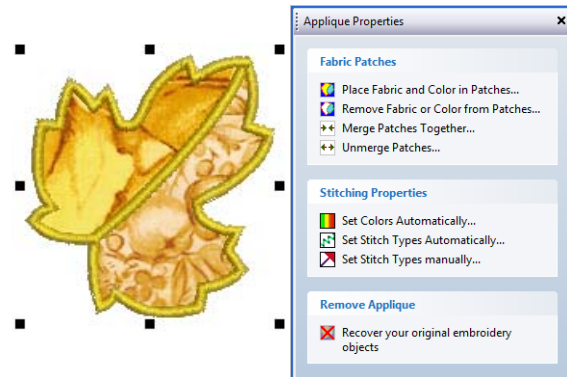 Applique Properties
Fabric Patches
Place Fabric and Color in Patches...
Remove Fabric or Color from Patches...
Merge Patches Together...
Unmerge Patches...
Stitching Properties
Set Colors Automatically...
Set Stitch Types Automatically...
Set Stitch Types manually...
Remove Applique
Recover your original embroidery
objects